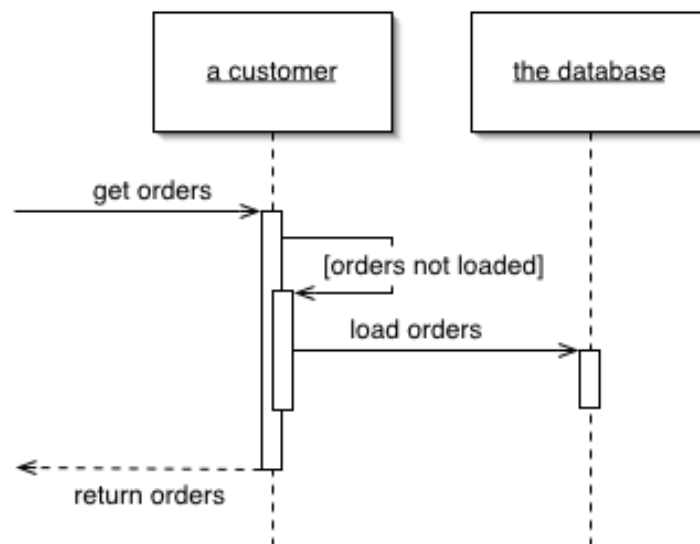 a customer
the database
get orders
[orders not loaded]
load orders
return orders